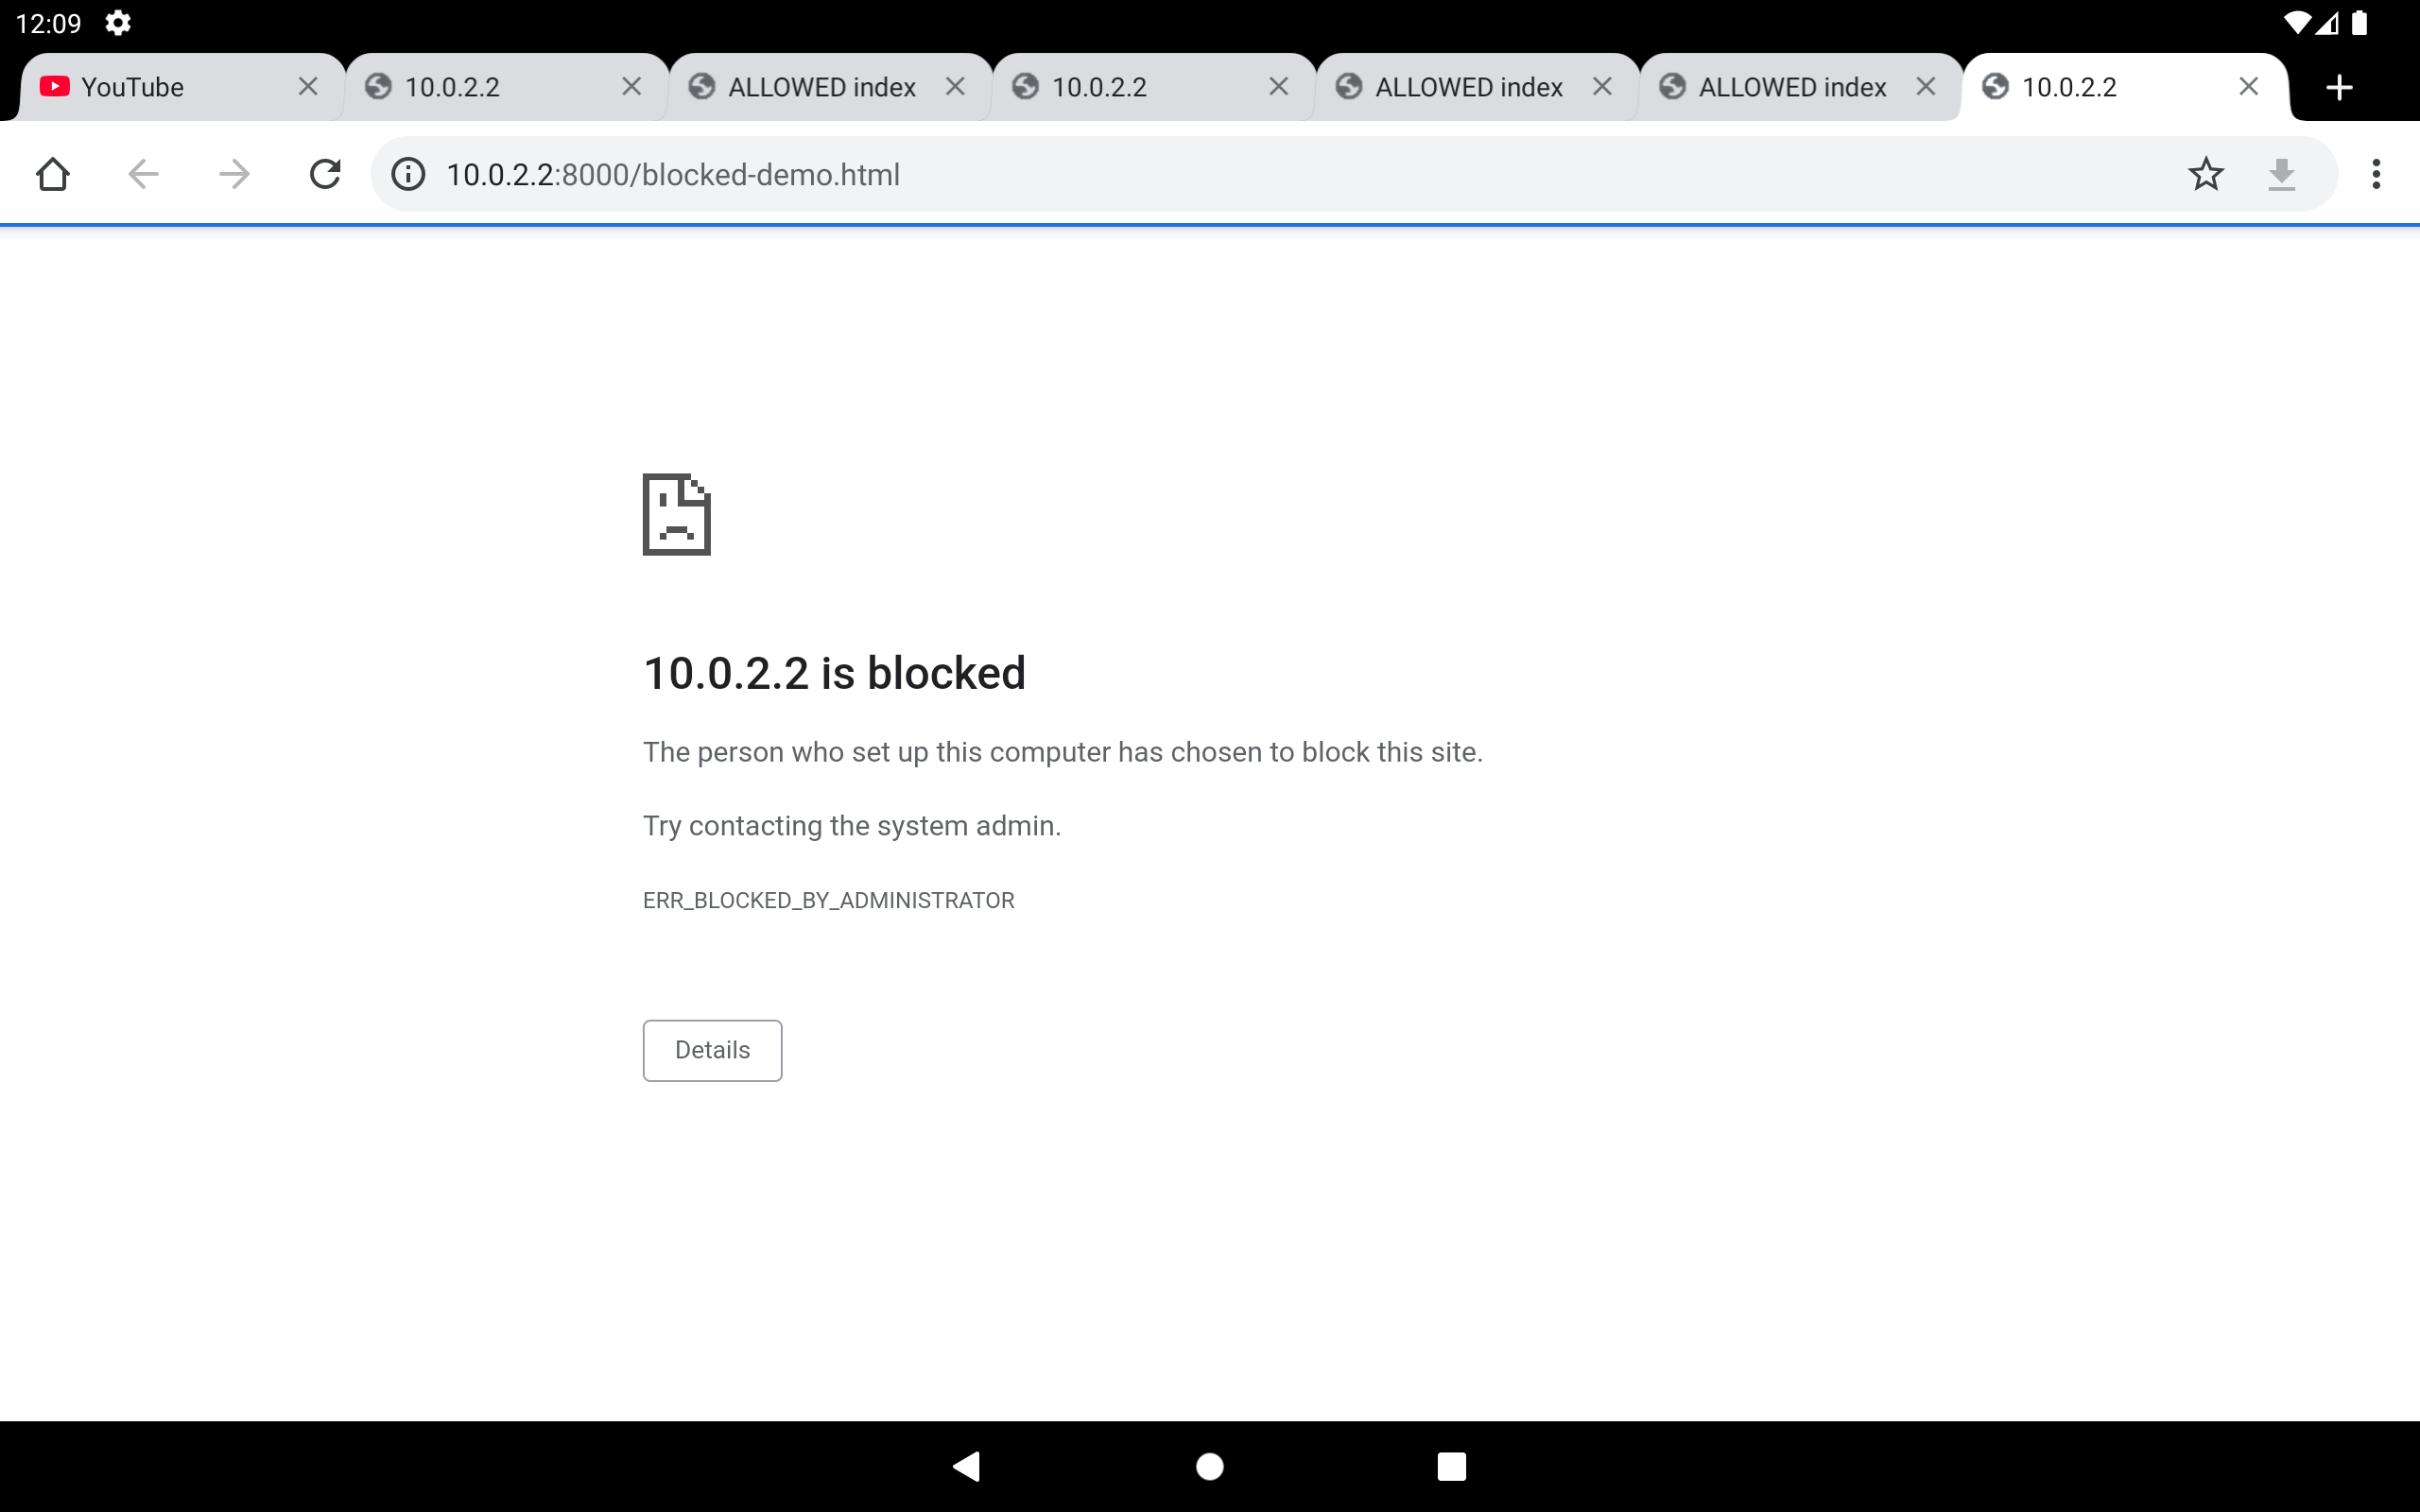 12:09
YouTube
10.0.2.2
ALLOWED index
10.0.2.2
ALLOWED index
ALLOWED index
10.0.2.2
10.0.2.2:8000/blocked-demo.html
10.0.2.2 is blocked
The person who set up this computer has chosen to block this site.
Try contacting the system admin.
ERR_BLOCKED_BY_ADMINISTRATOR
Details